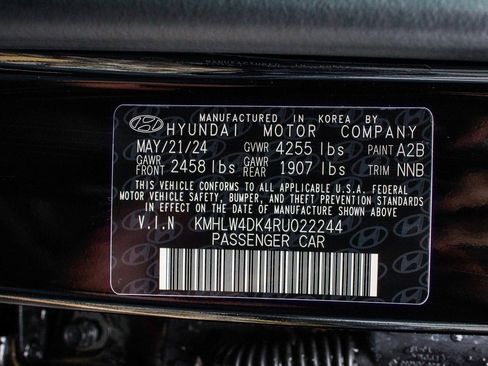 MANUFACTURED IN KOREA BY
HYUNDAI MOTOR COMPANY
MAY/21/24 GVWR 4255 lbs PAINT A2B
GAWR FRONT 2458 lbs GAWR REAR 1907 lbs TRIM NNB
THIS VEHICLE CONFORMS TO ALL APPLICABLE U.S.A. FEDERAL
MOTOR VEHICLE SAFETY, BUMPER, AND THEFT PREVENTION
STANDARDS IN EFFECT ON THE DATE OF MANUFACTURE SHOWN ABOVE.
V.I.N KMHLW4DK4RU022244
PASSENGER CAR